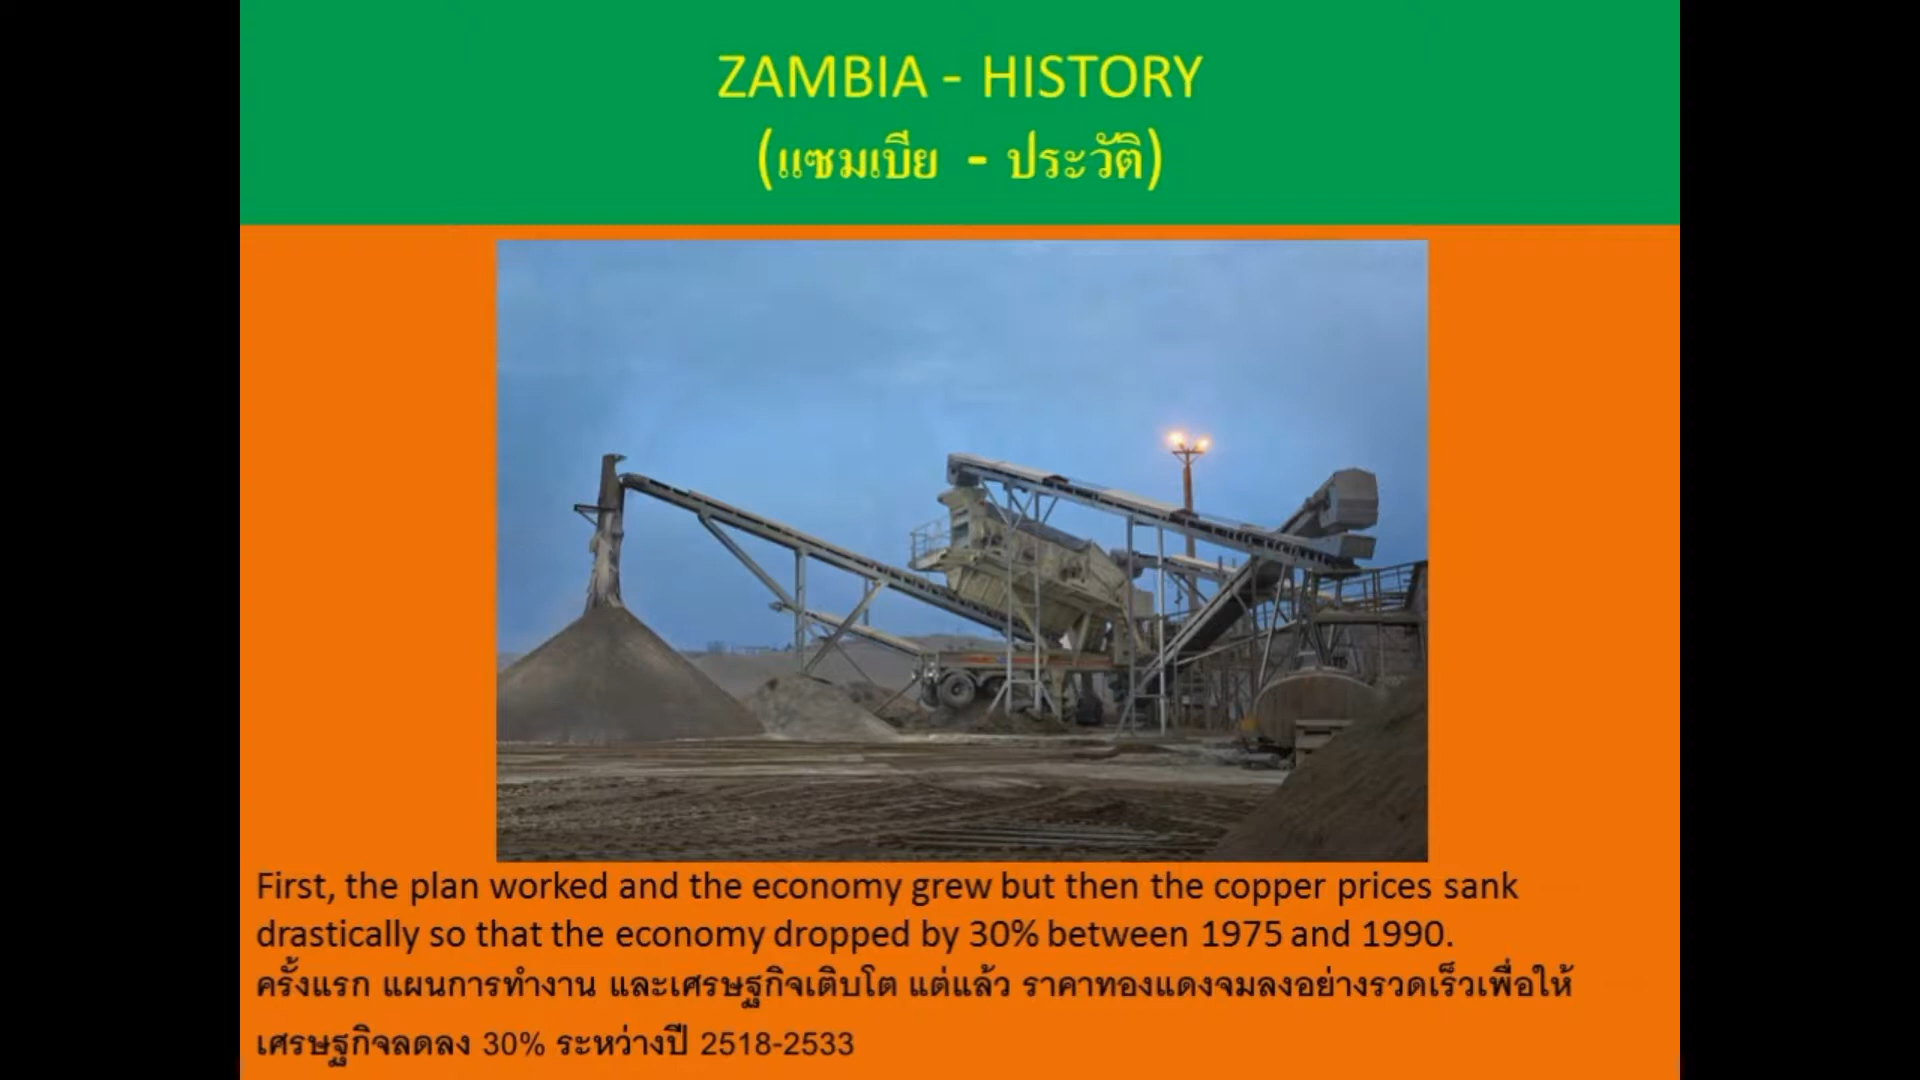 ZAMBIA - HISTORY
(แซมเบีย - ประวัติ)
First, the plan worked and the economy grew but then the copper prices sank
drastically so that the economy dropped by 30% between 1975 and 1990.
ครั้งแรก แผนการทำงาน และเศรษฐกิจเติบโต แต่แล้ว ราคาทองแดงจมลงอย่างรวดเร็วเพื่อให้
เศรษฐกิจลดลง 30% ระหว่างปี 2518-2533